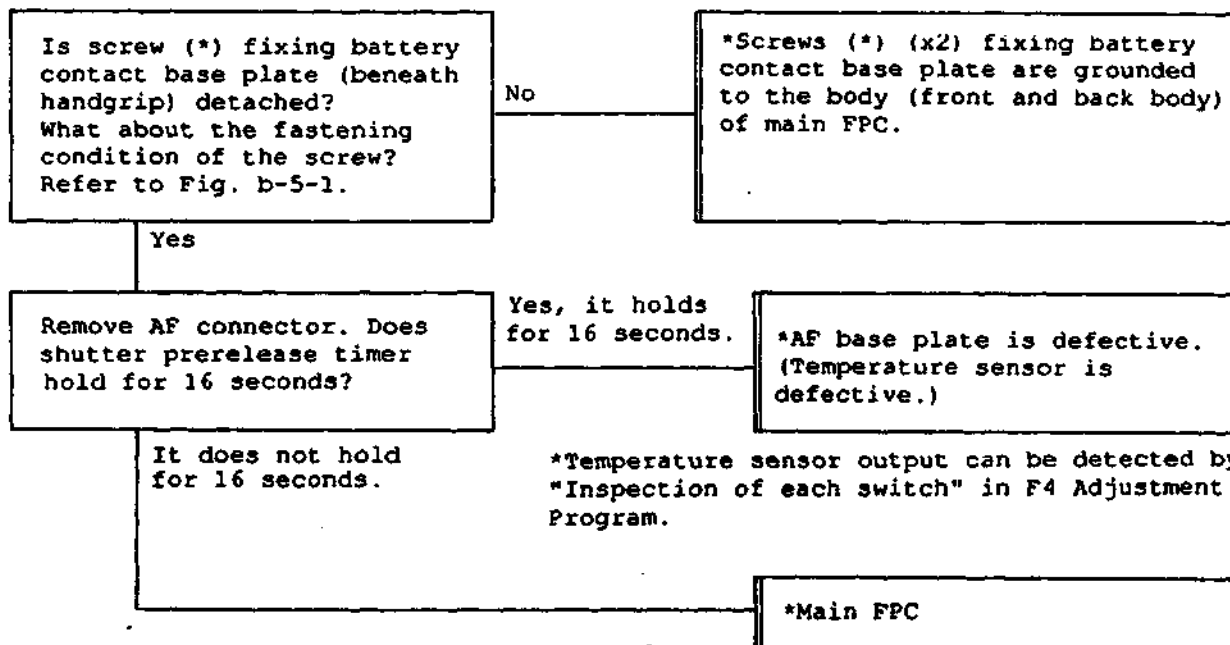 Is screw (*) fixing battery
contact base plate (beneath
handgrip) detached?
What about the fastening
condition of the screw?
Refer to Fig. b-5-1.
No
*Screws (*) (x2) fixing battery
contact base plate are grounded
to the body (front and back body)
of main FPC.
Yes
Remove AF connector. Does
shutter prerelease timer
hold for 16 seconds?
Yes, it holds
for 16 seconds.
*AF base plate is defective.
(Temperature sensor is
defective.)
It does not hold
for 16 seconds.
*Temperature sensor output can be detected by
"Inspection of each switch" in F4 Adjustment
Program.
*Main FPC